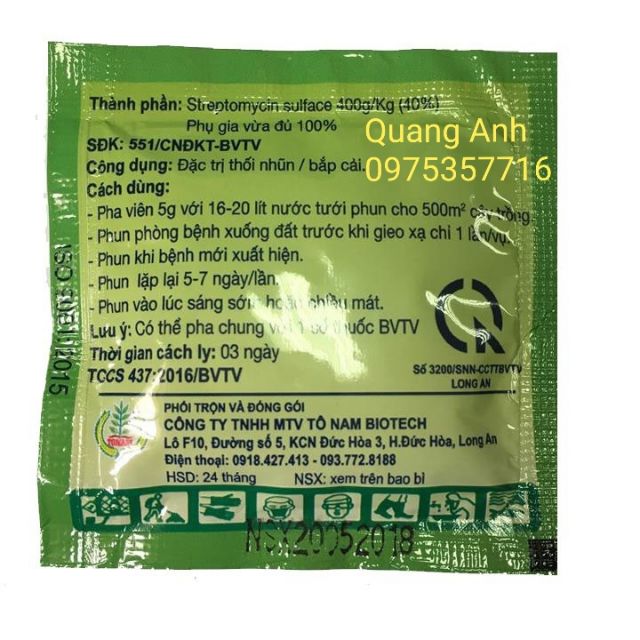 Thành phần: Streptomycin sulface 400g/Kg (40%)
Phụ gia vừa đủ 100%
Quang Anh
0975357716
SĐK: 551/CNĐKT-BVTV
Công dụng: Đặc trị thối nhũn / bắp cải.
Cách dùng:
- Pha viên 5g với 16-20 lít nước tưới phun cho 500m² cây trồng
- Phun phòng bệnh xuống đất trước khi gieo xạ chỉ 1 lần/vụ.
- Phun khi bệnh mới xuất hiện.
- Phun lặp lại 5-7 ngày/lần.
- Phun vào lúc sáng sớm hoặc chiều mát.
Lưu ý: Có thể pha chung với 1 số thuốc BVTV
Thời gian cách ly: 03 ngày
TCCS 437:2016/BVTV
Số 3200/SNN-CCTTBVTV
LONG AN
PHỐI TRỘN VÀ ĐÓNG GÓI
CÔNG TY TNHH MTV TÔ NAM BIOTECH
Lô F10, Đường số 5, KCN Đức Hòa 3, H.Đức Hòa, Long An
Điện thoại: 0918.427.413 - 093.772.8188
HSD: 24 tháng NSX: xem trên bao bì
NSX20052018